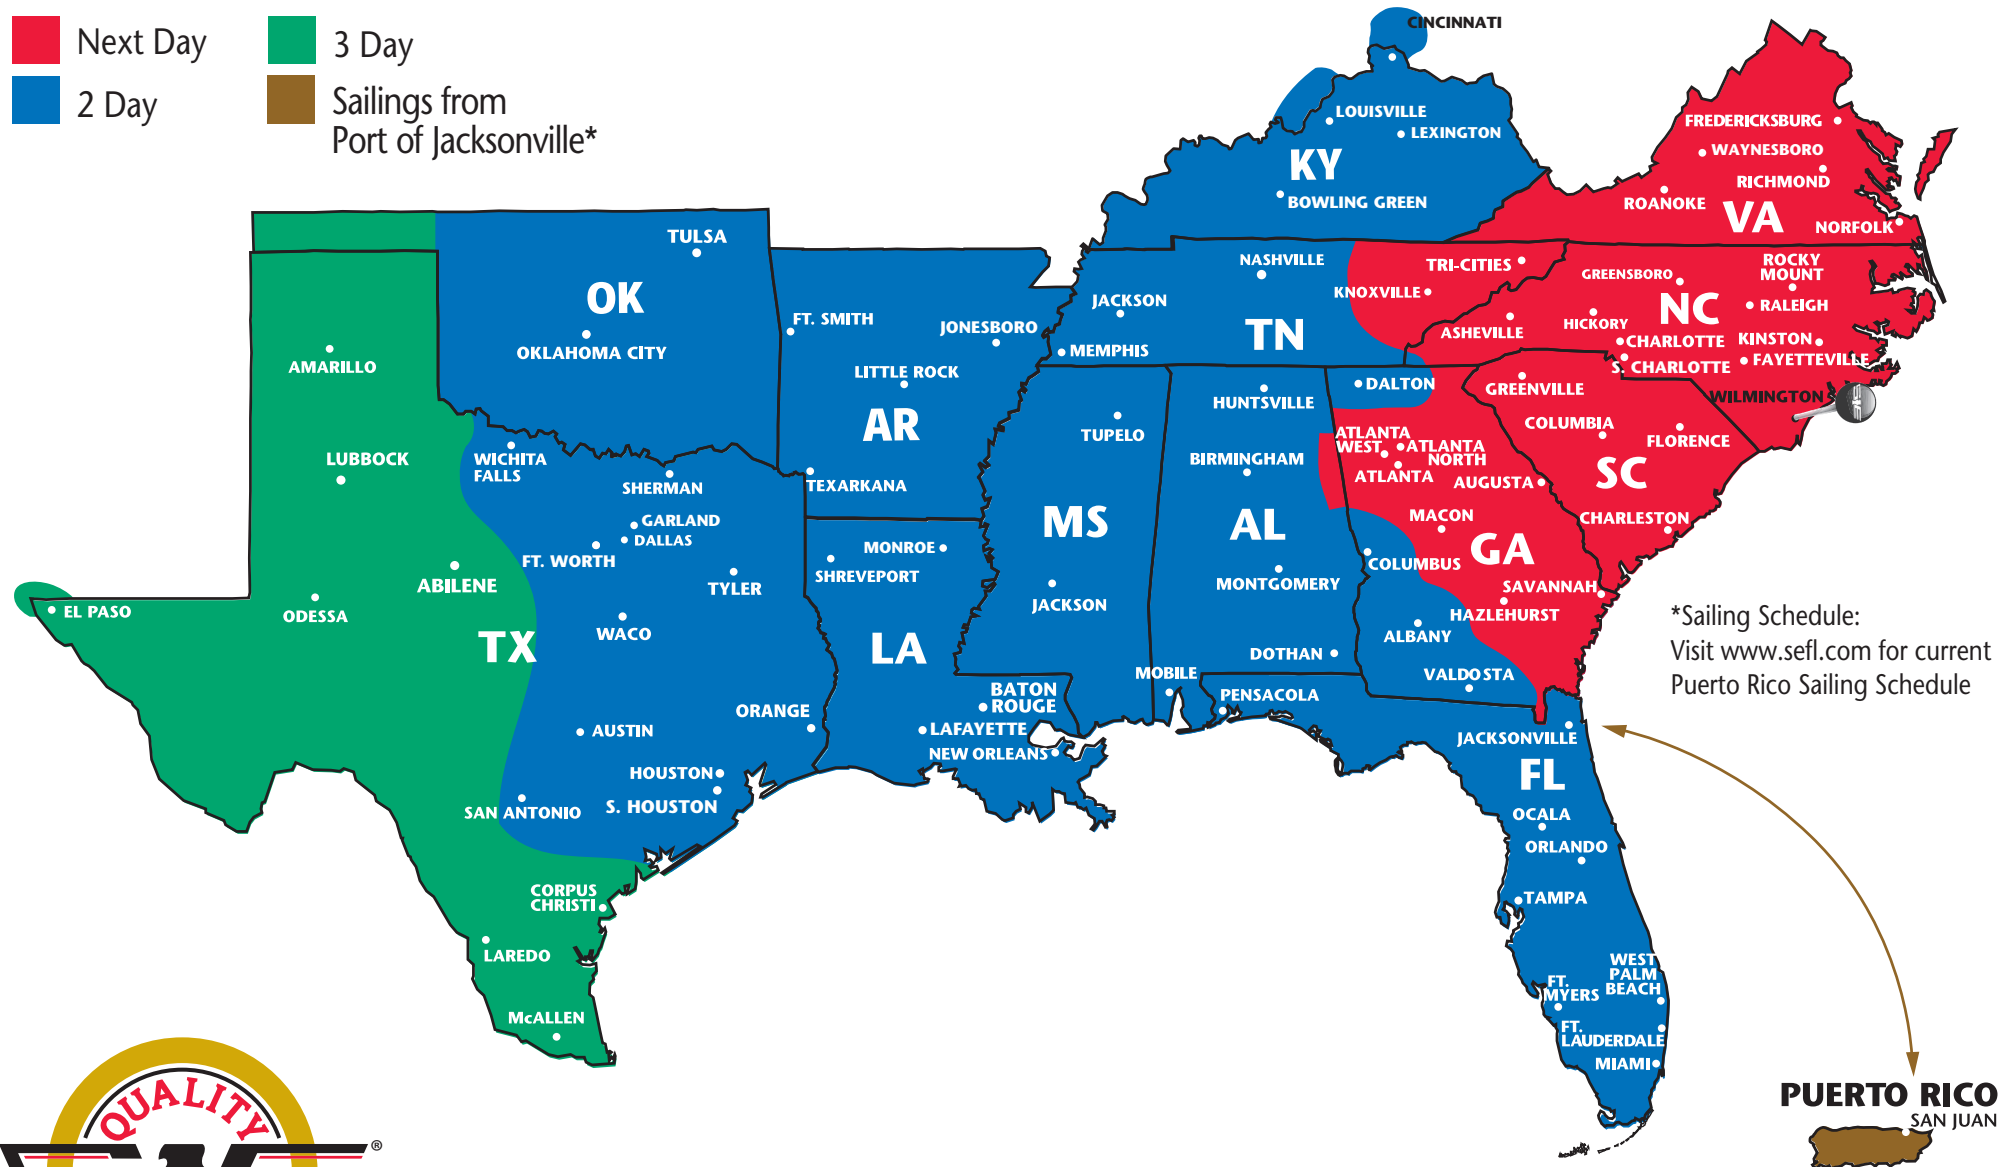 Next Day
3 Day
2 Day
Sailings from
Port of Jacksonville*
CINCINNATI
LOUISVILLE
LEXINGTON
KY
BOWLING GREEN
FREDERICKSBURG
WAYNESBORO
RICHMOND
ROANOKE
VA
NORFOLK
TULSA
OK
OKLAHOMA CITY
FT. SMITH
JONESBORO
LITTLE ROCK
AR
TEXARKANA
NASHVILLE
JACKSON
TN
MEMPHIS
TRI-CITIES
KNOXVILLE
ROCKY
MOUNT
GREENSBORO
NC
RALEIGH
ASHEVILLE
HICKORY
CHARLOTTE
KINSTON
S. CHARLOTTE
FAYETTEVILLE
WILMINGTON
AMARILLO
LUBBOCK
WICHITA
FALLS
SHERMAN
GARLAND
DALLAS
FT. WORTH
ABILENE
TYLER
EL PASO
ODESSA
WACO
TX
AUSTIN
ORANGE
HOUSTON
S. HOUSTON
SAN ANTONIO
CORPUS
CHRISTI
LAREDO
McALLEN
MONROE
SHREVEPORT
LA
BATON
ROUGE
LAFAYETTE
NEW ORLEANS
TUPELO
MS
JACKSON
HUNTSVILLE
BIRMINGHAM
AL
MONTGOMERY
DOTHAN
MOBILE
DALTON
ATLANTA
WEST
ATLANTA
NORTH
ATLANTA
AUGUSTA
MACON
GA
COLUMBUS
SAVANNAH
HAZLEHURST
ALBANY
VALDOSTA
GREENVILLE
COLUMBIA
FLORENCE
SC
CHARLESTON
PENSACOLA
JACKSONVILLE
FL
OCALA
ORLANDO
TAMPA
WEST
PALM
BEACH
FT.
MYERS
FT.
LAUDERDALE
MIAMI
*Sailing Schedule:
Visit www.sefl.com for current
Puerto Rico Sailing Schedule
PUERTO RICO
SAN JUAN
QUALITY
®